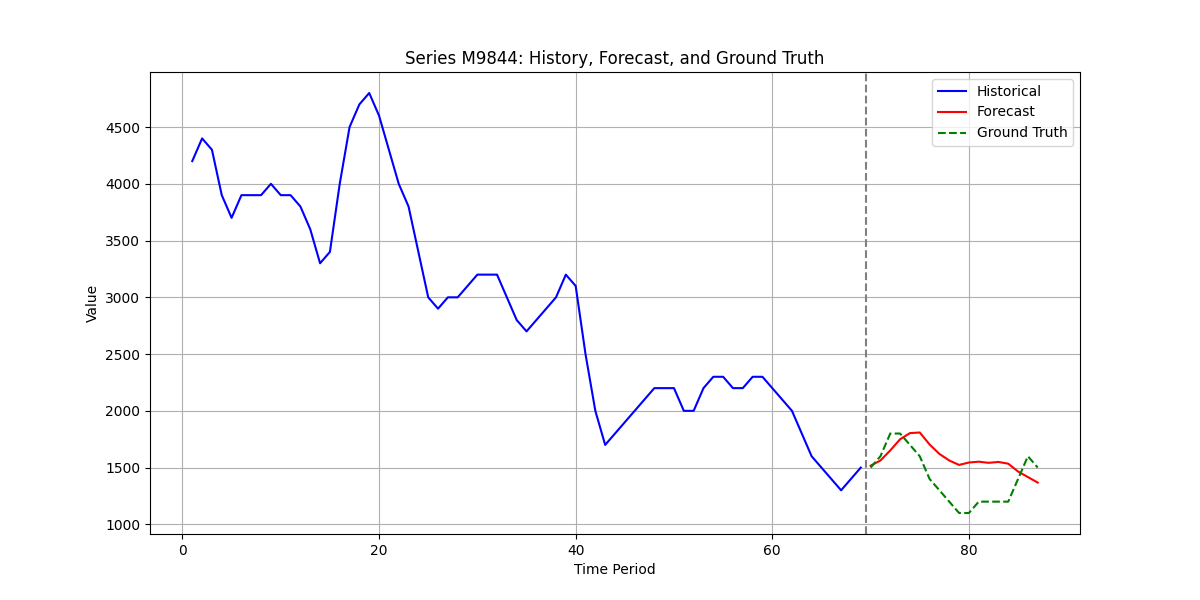 Series M9844: History, Forecast, and Ground Truth
Historical
Forecast
Ground Truth
Value
4500
4000
3500
3000
2500
2000
1500
1000
0
20
40
60
80
Time Period